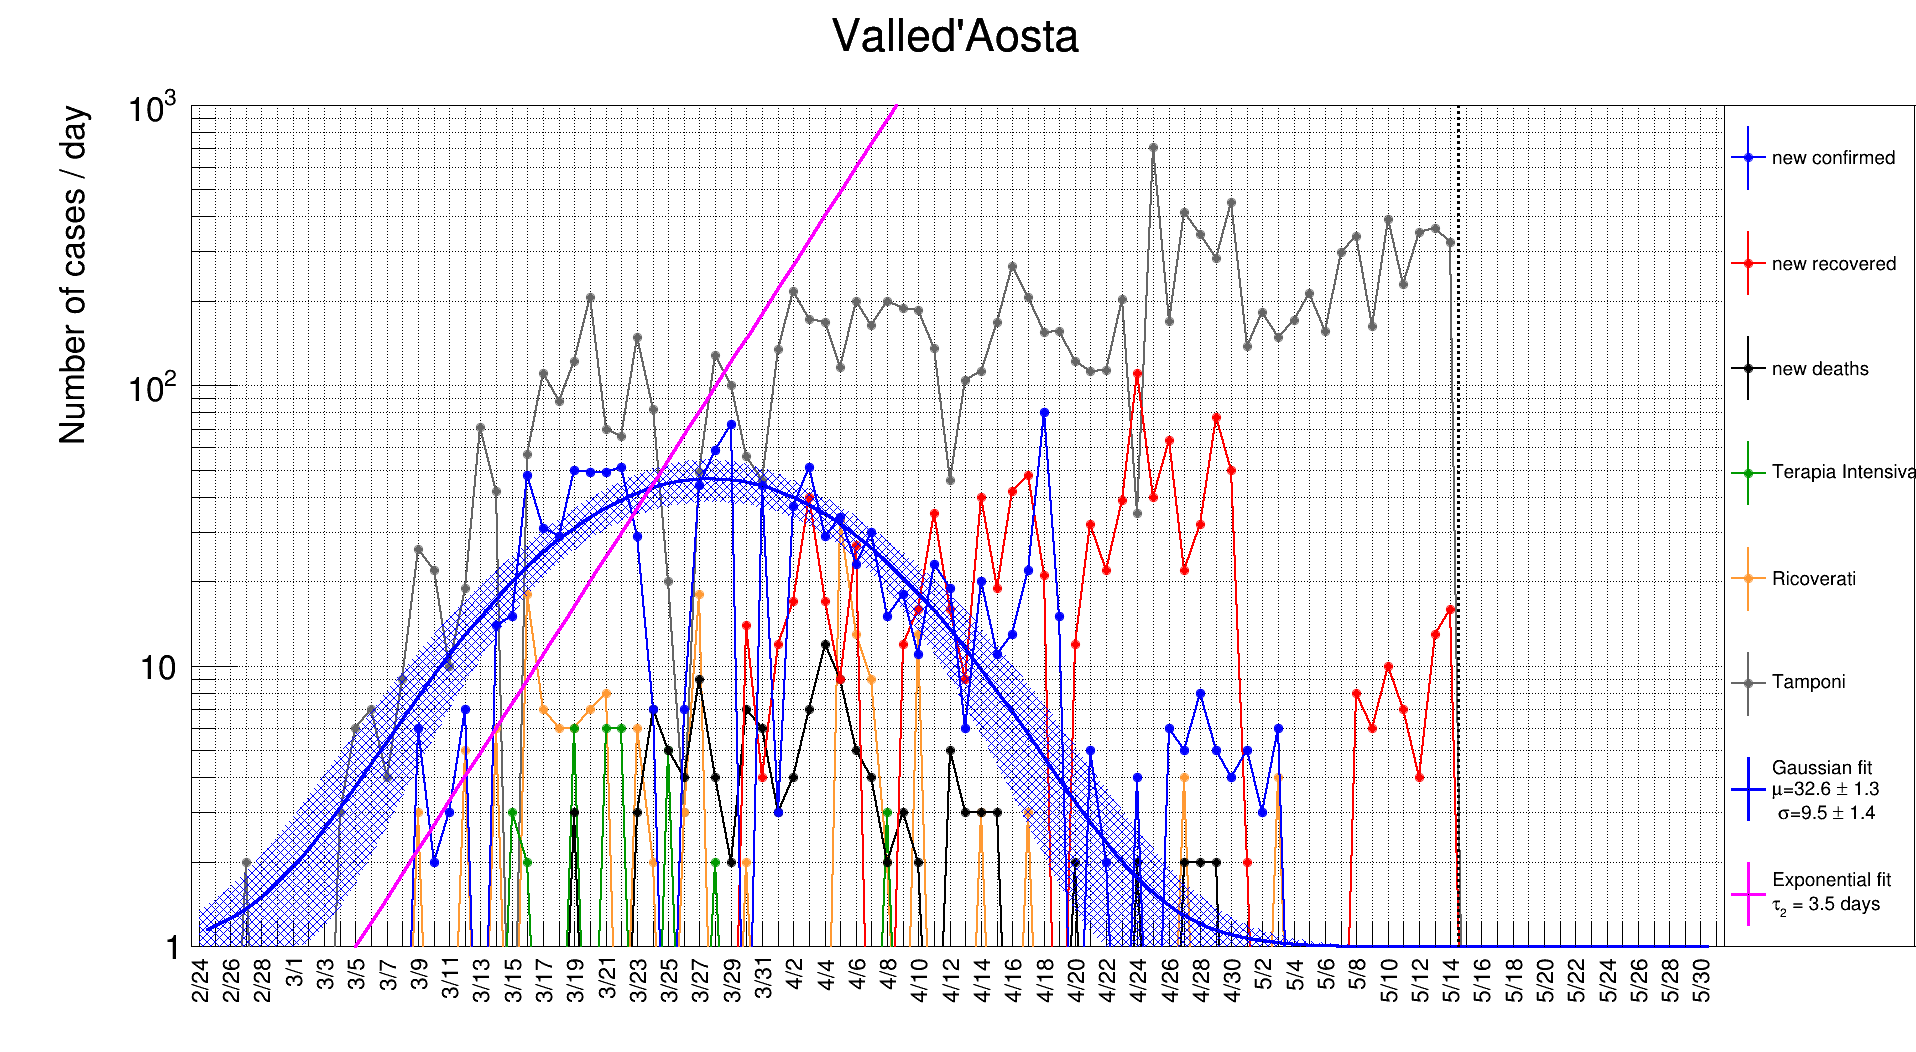 Valled'Aosta
Number of cases / day
10³
10²
10
1
2/24 2/26 2/28 3/1 3/3 3/5 3/7 3/9 3/11 3/13 3/15 3/17 3/19 3/21 3/23 3/25 3/27 3/29 3/31 4/2 4/4 4/6 4/8 4/10 4/12 4/14 4/16 4/18 4/20 4/22 4/24 4/26 4/28 4/30 5/2 5/4 5/6 5/8 5/10 5/12 5/14 5/16 5/18 5/20 5/22 5/24 5/26 5/28 5/30
new confirmed
new recovered
new deaths
Terapia Intensiva
Ricoverati
Tamponi
Gaussian fit
μ=32.6 ± 1.3
σ=9.5 ± 1.4
Exponential fit
τ₂ = 3.5 days